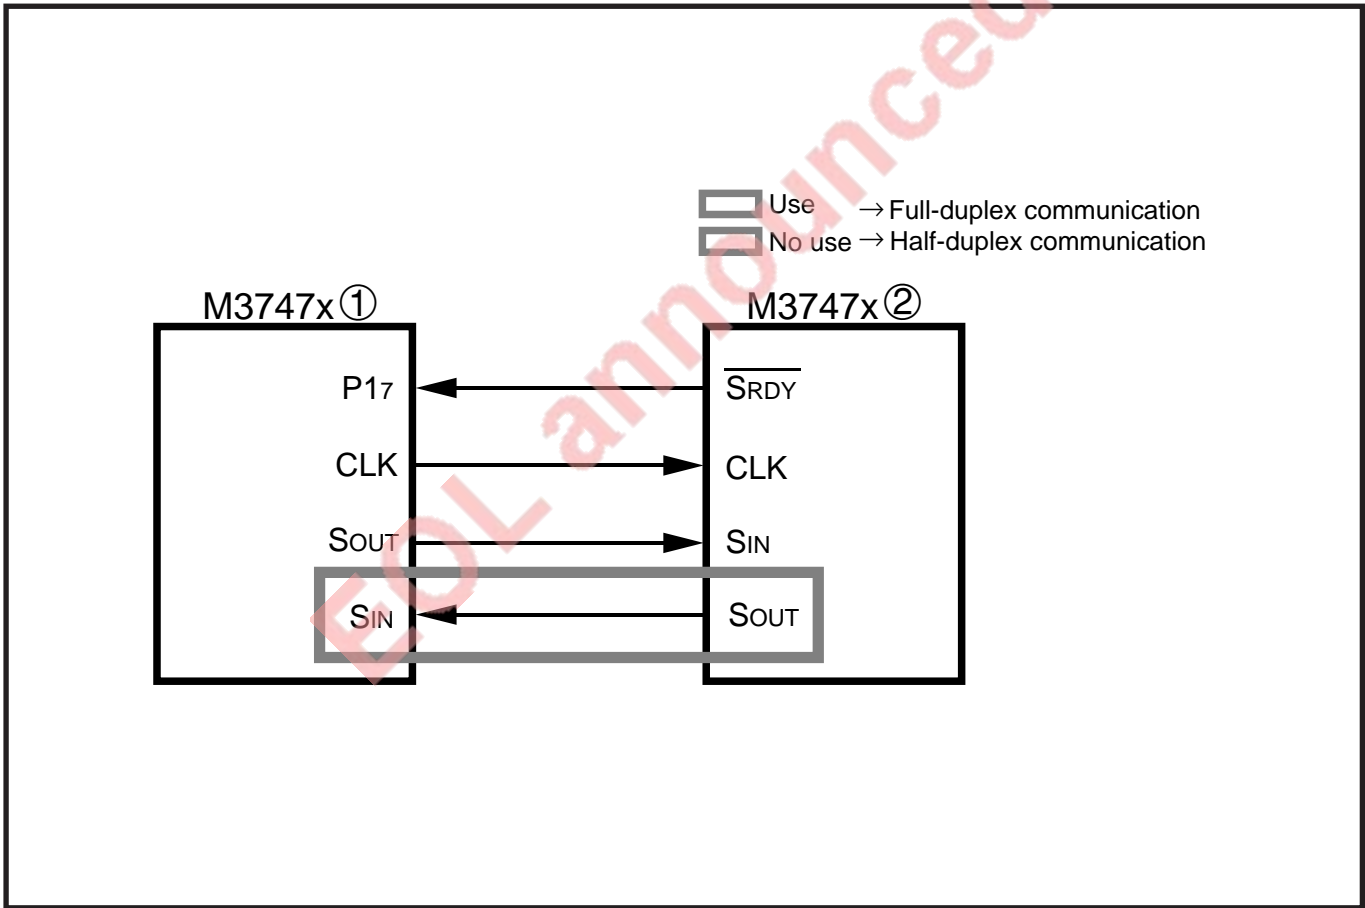 Use → Full-duplex communication
No use → Half-duplex communication
M3747x① M3747x②
P17 S̅R̅D̅Y̅
CLK CLK
SOUT SIN
SIN SOUT
EOL announced